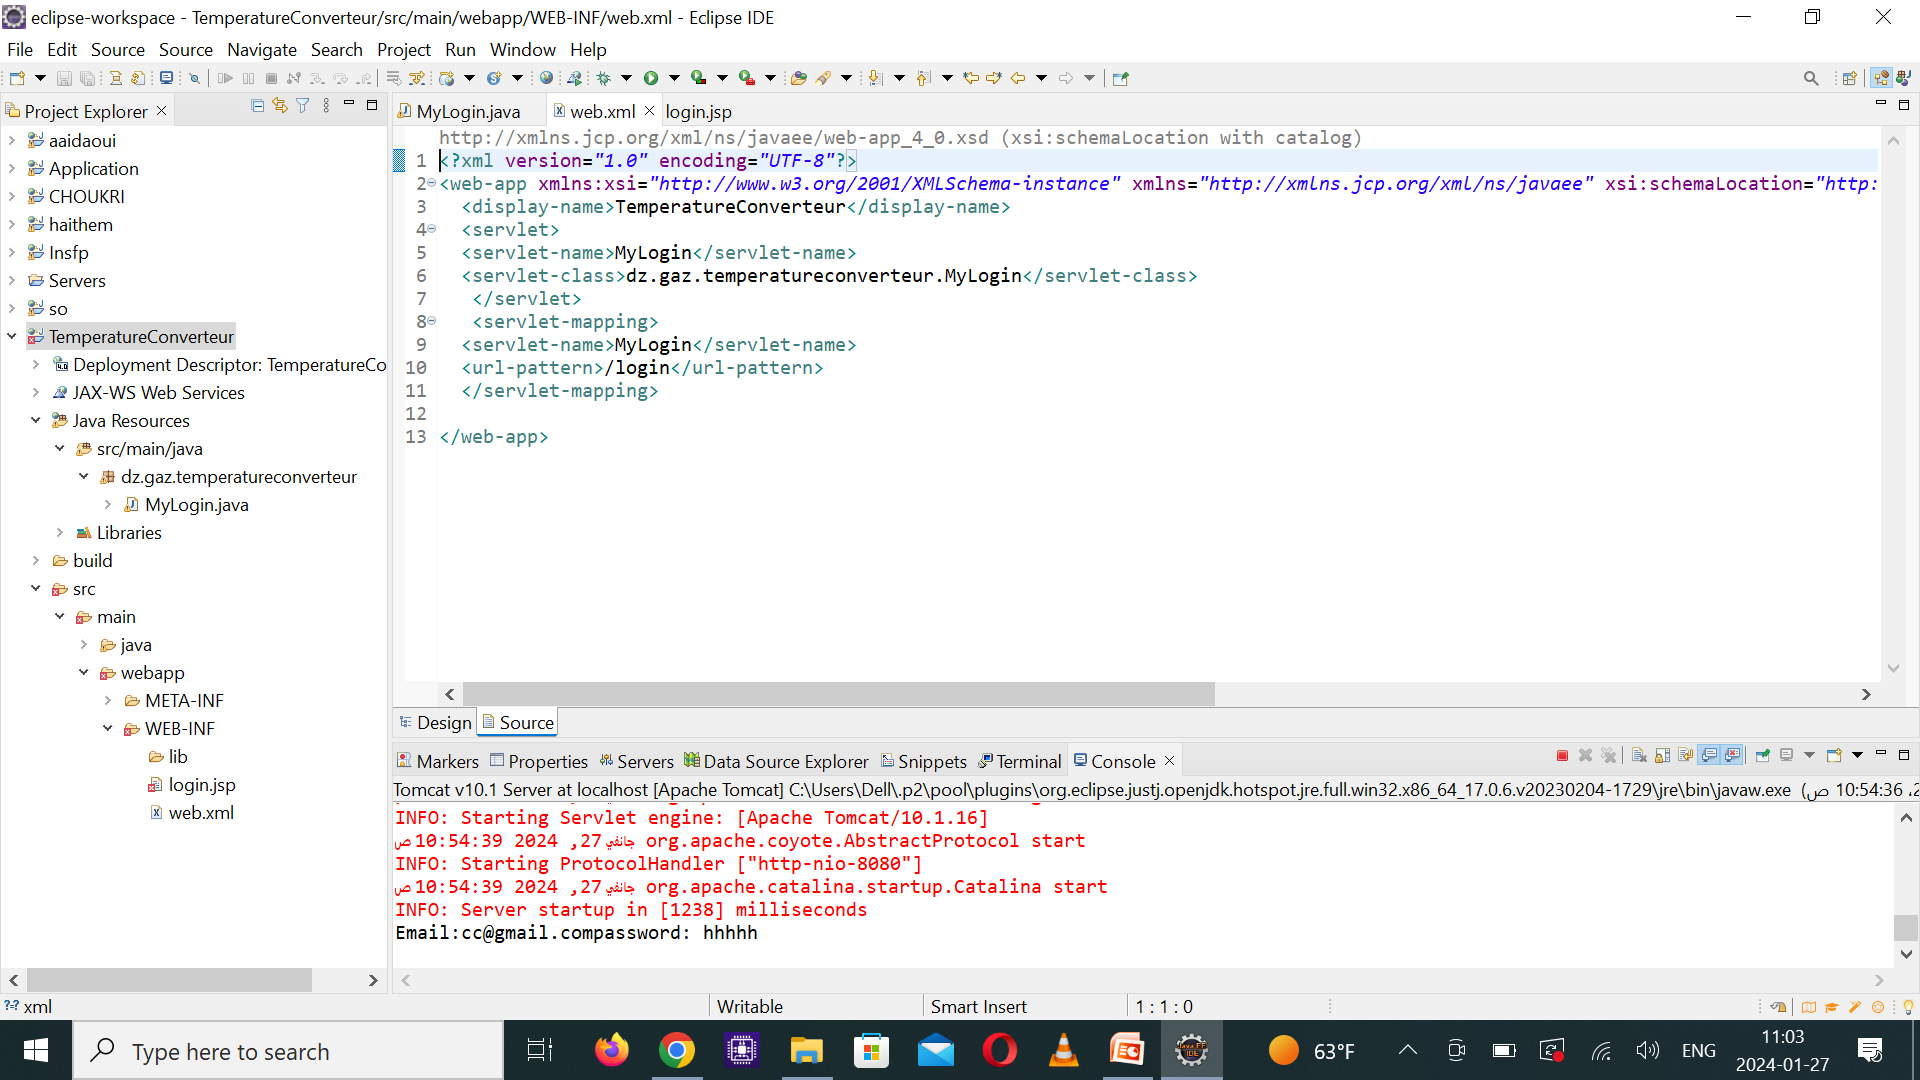 eclipse-workspace - TemperatureConverteur/src/main/webapp/WEB-INF/web.xml - Eclipse IDE
File Edit Source Source Navigate Search Project Run Window Help
Project Explorer
aaidaoui
Application
CHOUKRI
haithem
Insfp
Servers
so
TemperatureConverteur
Deployment Descriptor: TemperatureCo
JAX-WS Web Services
Java Resources
src/main/java
dz.gaz.temperatureconverteur
MyLogin.java
Libraries
build
src
main
java
webapp
META-INF
WEB-INF
lib
login.jsp
web.xml
MyLogin.java web.xml login.jsp
http://xmlns.jcp.org/xml/ns/javaee/web-app_4_0.xsd (xsi:schemaLocation with catalog)
1 <?xml version="1.0" encoding="UTF-8"?>
2 <web-app xmlns:xsi="http://www.w3.org/2001/XMLSchema-instance" xmlns="http://xmlns.jcp.org/xml/ns/javaee" xsi:schemaLocation="http:
3 <display-name>TemperatureConverteur</display-name>
4 <servlet>
5 <servlet-name>MyLogin</servlet-name>
6 <servlet-class>dz.gaz.temperatureconverteur.MyLogin</servlet-class>
7 </servlet>
8 <servlet-mapping>
9 <servlet-name>MyLogin</servlet-name>
10 <url-pattern>/login</url-pattern>
11 </servlet-mapping>
12
13 </web-app>
Design Source
Markers Properties Servers Data Source Explorer Snippets Terminal Console
Tomcat v10.1 Server at localhost [Apache Tomcat] C:\Users\Dell\.p2\pool\plugins\org.eclipse.justj.openjdk.hotspot.jre.full.win32.x86_64_17.0.6.v20230204-1729\jre\bin\javaw.exe (ص 10:54:36 ،2
INFO: Starting Servlet engine: [Apache Tomcat/10.1.16]
جانفي 27, 2024 10:54:39 ص org.apache.coyote.AbstractProtocol start
INFO: Starting ProtocolHandler ["http-nio-8080"]
جانفي 27, 2024 10:54:39 ص org.apache.catalina.startup.Catalina start
INFO: Server startup in [1238] milliseconds
Email:cc@gmail.compassword: hhhhh
xml Writable Smart Insert 1 : 1 : 0
Type here to search
63°F
ENG
11:03
2024-01-27